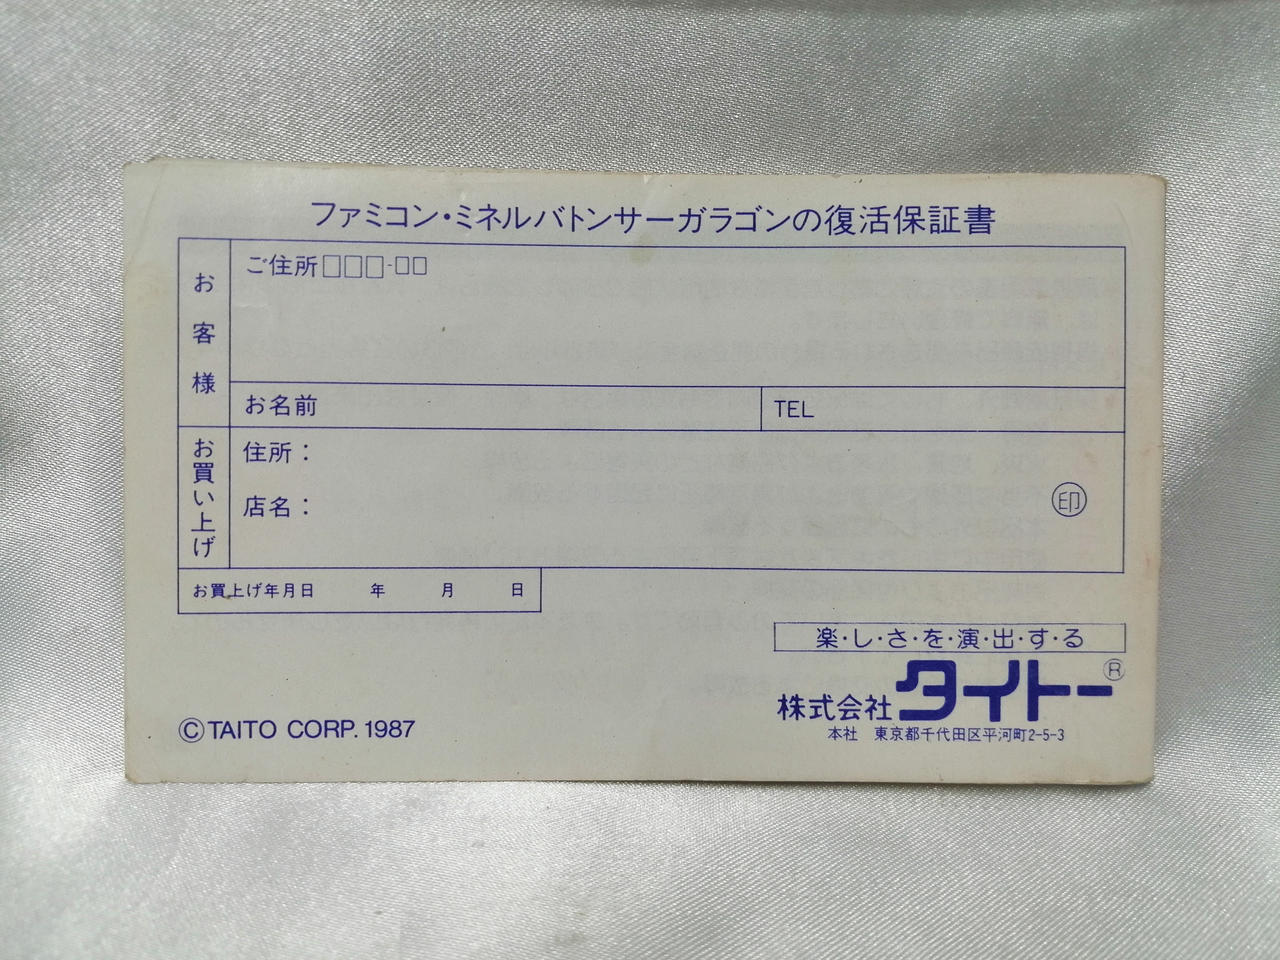 ファミコン・ミネルバトンサーガラゴンの復活保証書
お客様
ご住所□□□-□□
お名前
TEL
お買い上げ
住所：
店名：
印
お買上げ年月日 年 月 日
楽・し・さ・を・演・出・す・る
株式会社タイトー®
本社 東京都千代田区平河町2-5-3
©TAITO CORP. 1987